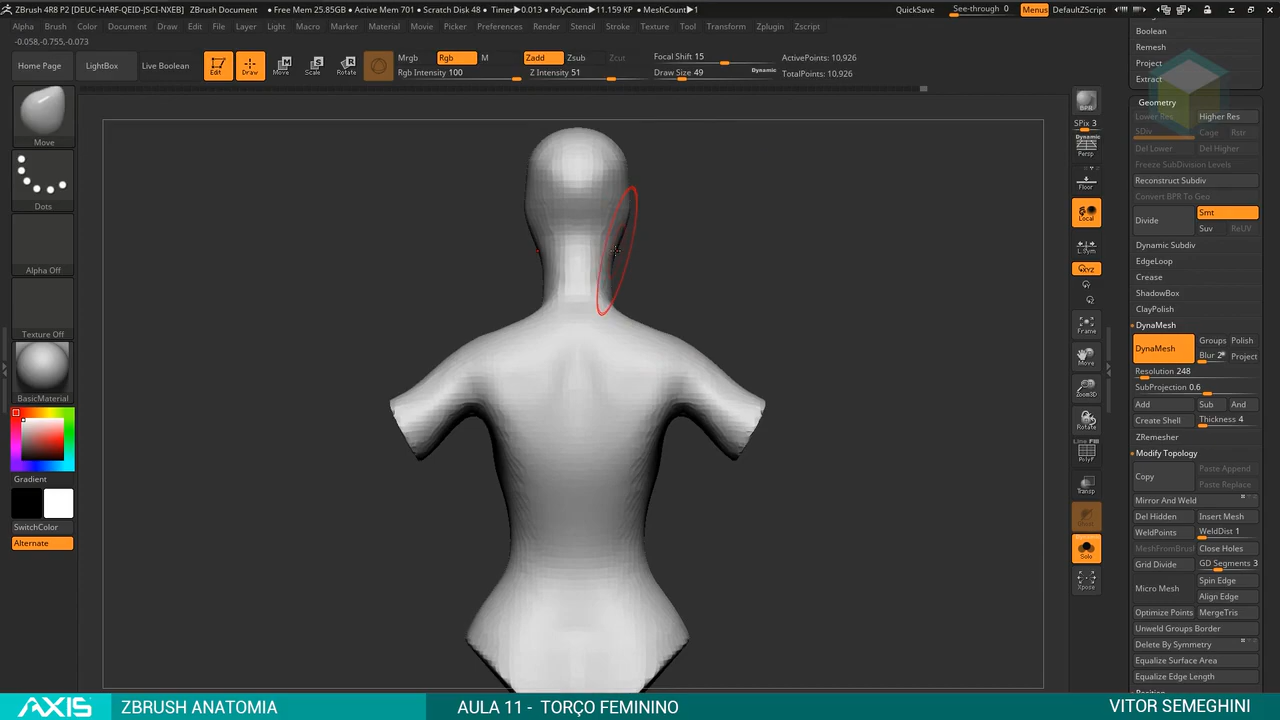 ZBrush 4R8 P2 [DEUC-HARF-QEID-JSCI-NXEB] ZBrush Document • Free Mem 25.85GB • Active Mem 701 • Scratch Disk 48 • Timer▶0.013 • PolyCount▶11.159 KP • MeshCount▶1 QuickSave See-through 0 Menus DefaultZScript
Alpha Brush Color Document Draw Edit File Layer Light Macro Marker Material Movie Picker Preferences Render Stencil Stroke Texture Tool Transform Zplugin Zscript
-0.058,-0.755,-0.073
Home Page LightBox Live Boolean Edit Draw Move Scale Rotate
Mrgb Rgb M
Rgb Intensity 100
Zadd Zsub Zcut
Z Intensity 51
Focal Shift 15
Draw Size 49 Dynamic
ActivePoints: 10,926
TotalPoints: 10,926
Move
Dots
Alpha Off
Texture Off
BasicMaterial
Gradient
SwitchColor
Alternate
BPR
SPix 3
Dynamic
Persp
Floor
Local
L.Sym
XYZ
Frame
Move
Zoom3D
Rotate
Line Fill
PolyF
Transp
Ghost
Solo
Xpose
Boolean
Remesh
Project
Extract
Geometry
Lower Res Higher Res
SDiv Cage Rstr
Del Lower Del Higher
Freeze SubDivision Levels
Reconstruct Subdiv
Convert BPR To Geo
Divide Smt
Suv ReUV
Dynamic Subdiv
EdgeLoop
Crease
ShadowBox
ClayPolish
DynaMesh
DynaMesh Groups Polish
Blur 2 Project
Resolution 248
SubProjection 0.6
Add Sub And
Create Shell Thickness 4
ZRemesher
Modify Topology
Copy Paste Append
Paste Replace
Mirror And Weld
Del Hidden Insert Mesh
WeldPoints WeldDist 1
MeshFromBrush Close Holes
Grid Divide GD Segments 3
Micro Mesh Spin Edge
Align Edge
Optimize Points MergeTris
Unweld Groups Border
Delete By Symmetry
Equalize Surface Area
Equalize Edge Length
AXIS ZBRUSH ANATOMIA AULA 11 - TORÇO FEMININO VITOR SEMEGHINI